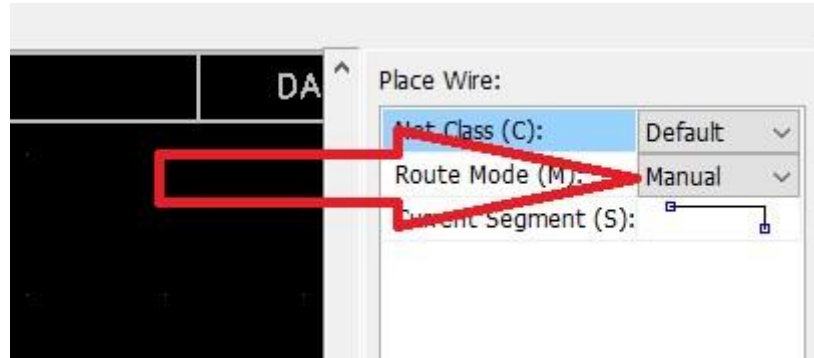 DA
Place Wire:
Net Class (C): Default
Route Mode (M): Manual
Current Segment (S):